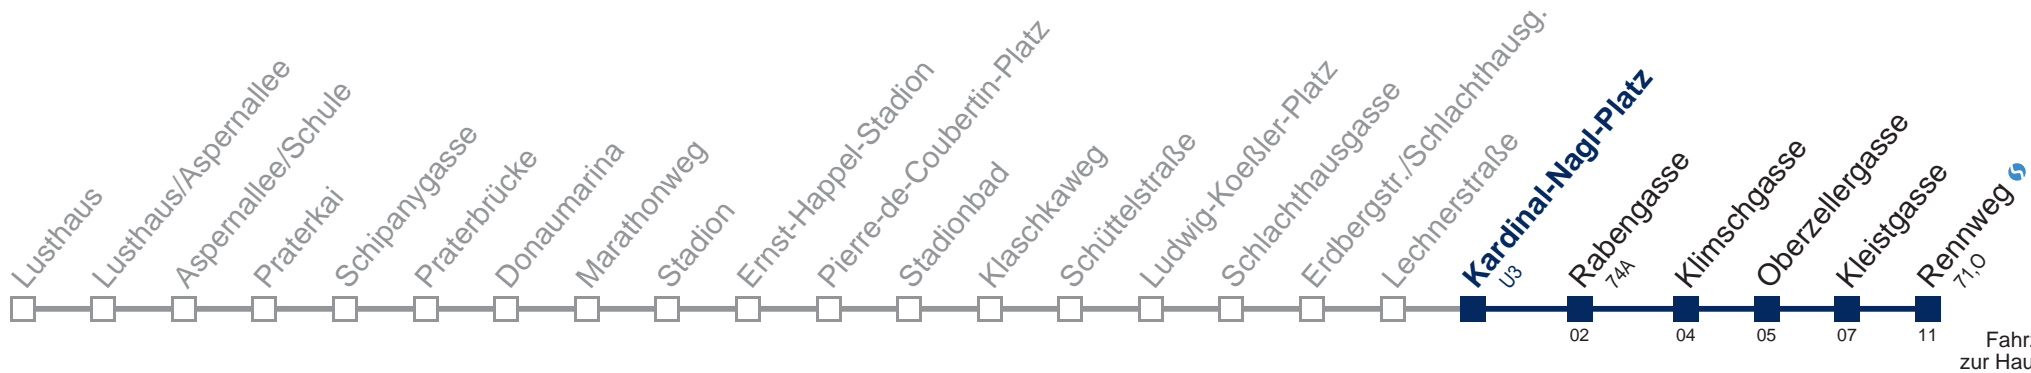 Lusthaus
Lusthaus/Aspernallee
Aspernallee/Schule
Praterkai
Schipanygasse
Praterbrücke
Donaumarina
Marathonweg
Stadion
Ernst-Happel-Stadion
Pierre-de-Coubertin-Platz
Stadionbad
Klaschkaweg
Schüttelstraße
Ludwig-Koeßler-Platz
Schlachthausgasse
Erdbergstr./Schlachthausg.
Lechnerstraße
Kardinal-Nagl-Platz
U3
Rabengasse
74A
Klimschgasse
Oberzellergasse
Kleistgasse
Rennweg
71,O
02 04 05 07 11
zur